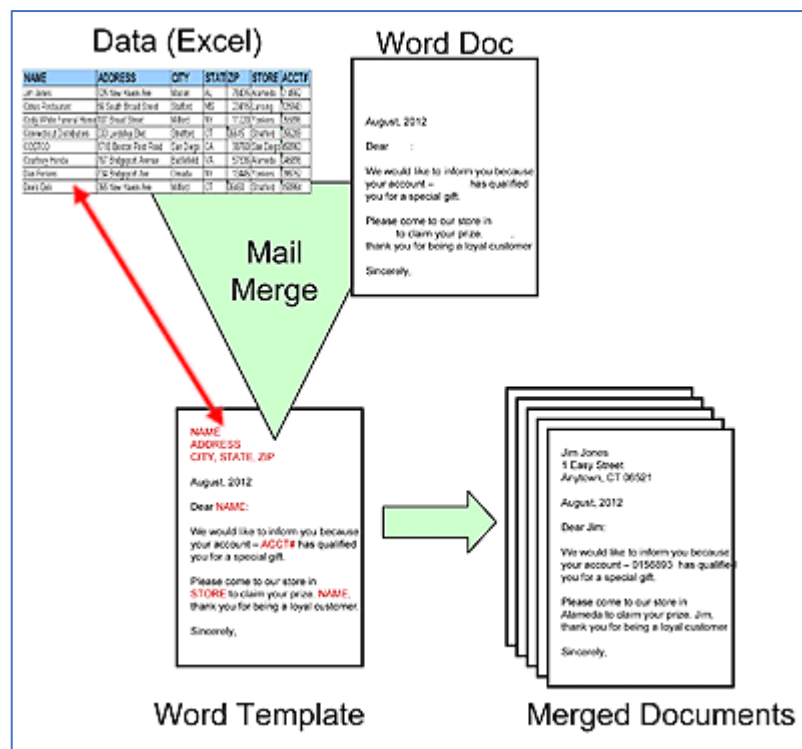 Data (Excel)
Word Doc
NAME ADDRESS CITY STATE ZIP STORE ACCT#
Jim Jones
COSTCO
August, 2012
Dear :
We would like to inform you because
your account – has qualified
you for a special gift.
Please come to our store in
to claim your prize. .
thank you for being a loyal customer
Sincerely,
Mail
Merge
NAME
ADDRESS
CITY, STATE, ZIP
August, 2012
Dear NAME:
We would like to inform you because
your account – ACCT# has qualified
you for a special gift.
Please come to our store in
STORE to claim your prize. NAME,
thank you for being a loyal customer.
Sincerely,
Jim Jones
1 Easy Street
Anytown, CT 06521
August, 2012
Dear Jim:
We would like to inform you because
your account – 0156893 has qualified
you for a special gift.
Please come to our store in
Alameda to claim your prize. Jim,
thank you for being a loyal customer
Sincerely,
Word Template
Merged Documents